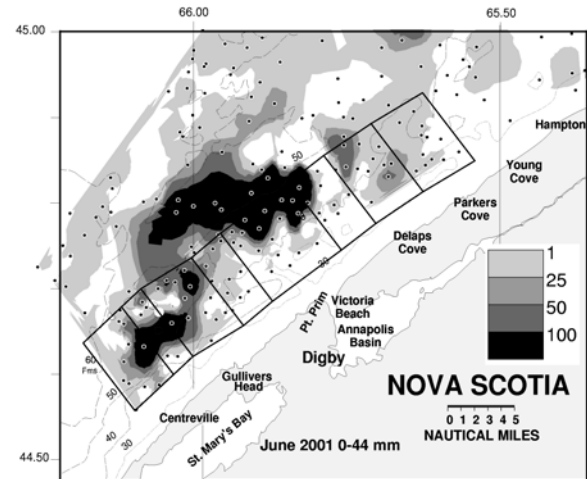 66.00
65.50
45.00
Hampton
50
Young
Cove
Parkers
Cove
Delaps
Cove
1
25
50
100
30
Pt. Prim
Victoria
Beach
Annapolis
Basin
Digby
60
Fms
50
40
30
Gullivers
Head
Centreville
St. Mary's Bay
NOVA SCOTIA
0 1 2 3 4 5
NAUTICAL MILES
June 2001 0-44 mm
44.50